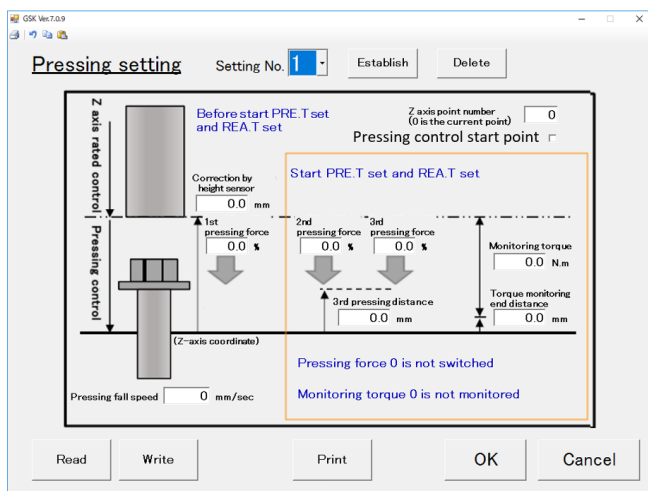 GSK Ver.7.0.9
Pressing setting
Setting No. 1
Establish
Delete
Z axis rated control
Pressing control
Before start PRE.T set
and REA.T set
Z axis
point number
(0 is the current point)
0
Pressing control start point
Start PRE.T set and REA.T set
Correction by
height sensor
0.0 mm
1st
pressing force
0.0 %
2nd
pressing force
0.0 %
3rd
pressing force
0.0 %
Monitoring torque
0.0 N.m
3rd pressing distance
0.0 mm
Torque monitoring
end distance
0.0 mm
(Z-axis coordinate)
Pressing force 0 is not switched
Monitoring torque 0 is not monitored
Pressing fall speed 0 mm/sec
Read
Write
Print
OK
Cancel